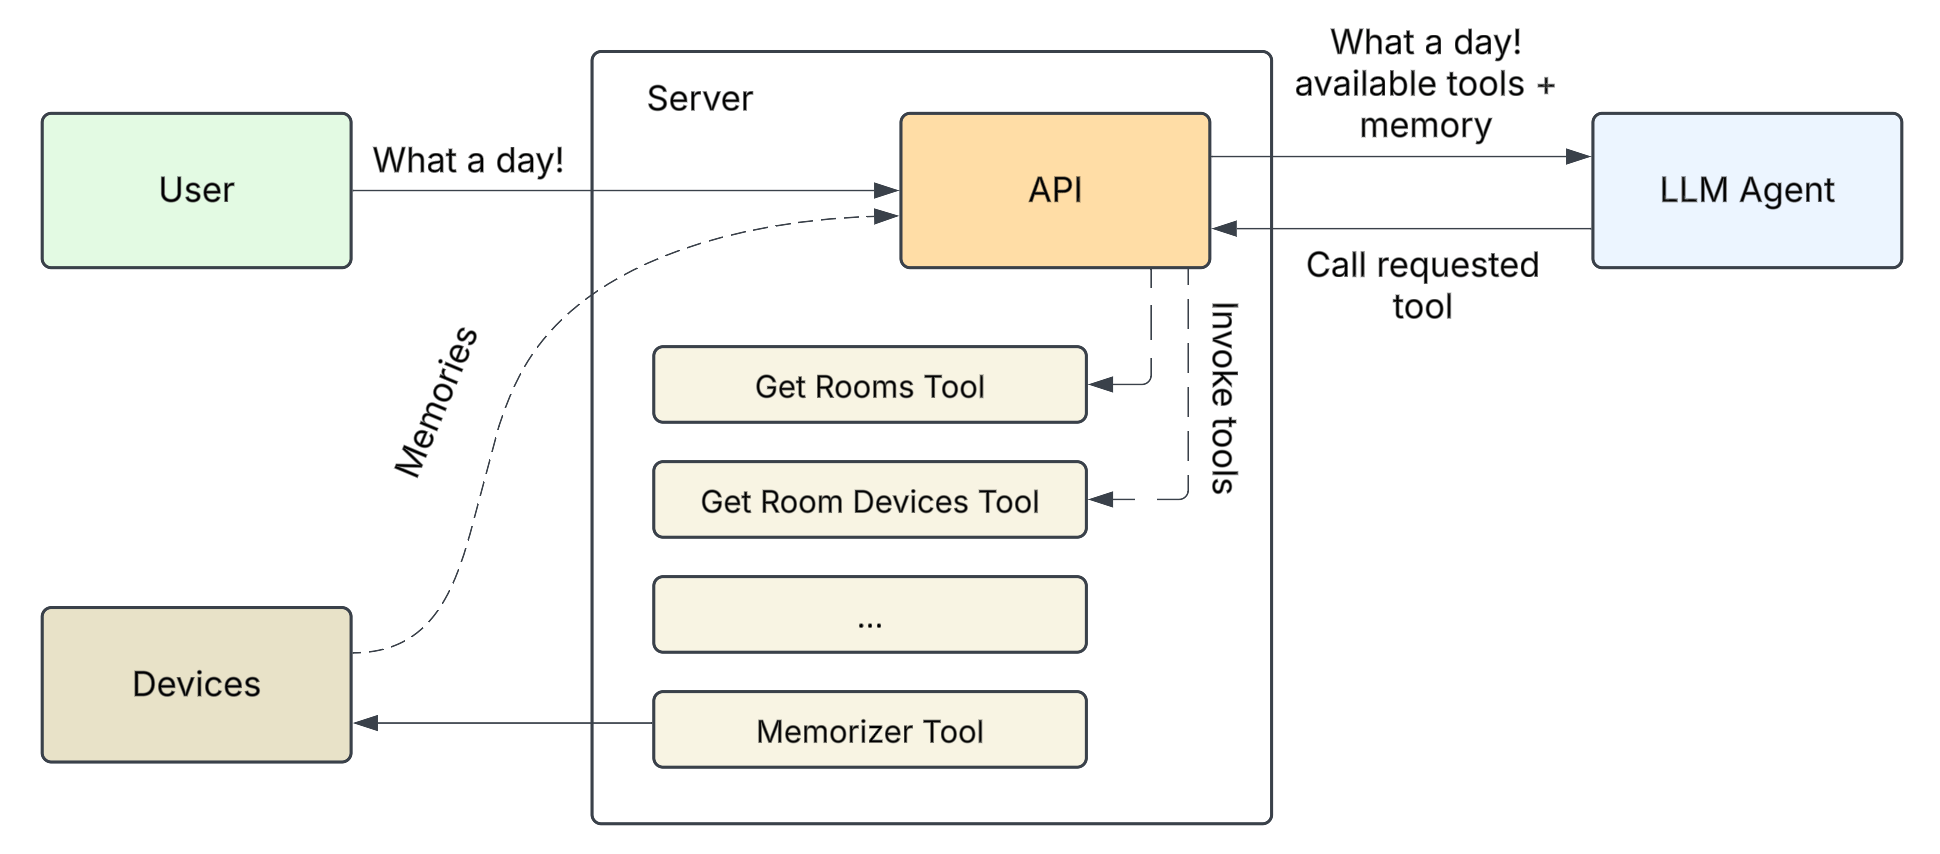 What a day!
available tools +
memory
Server
User
What a day!
API
LLM Agent
Call requested
tool
Invoke tools
Memories
Get Rooms Tool
Get Room Devices Tool
...
Devices
Memorizer Tool